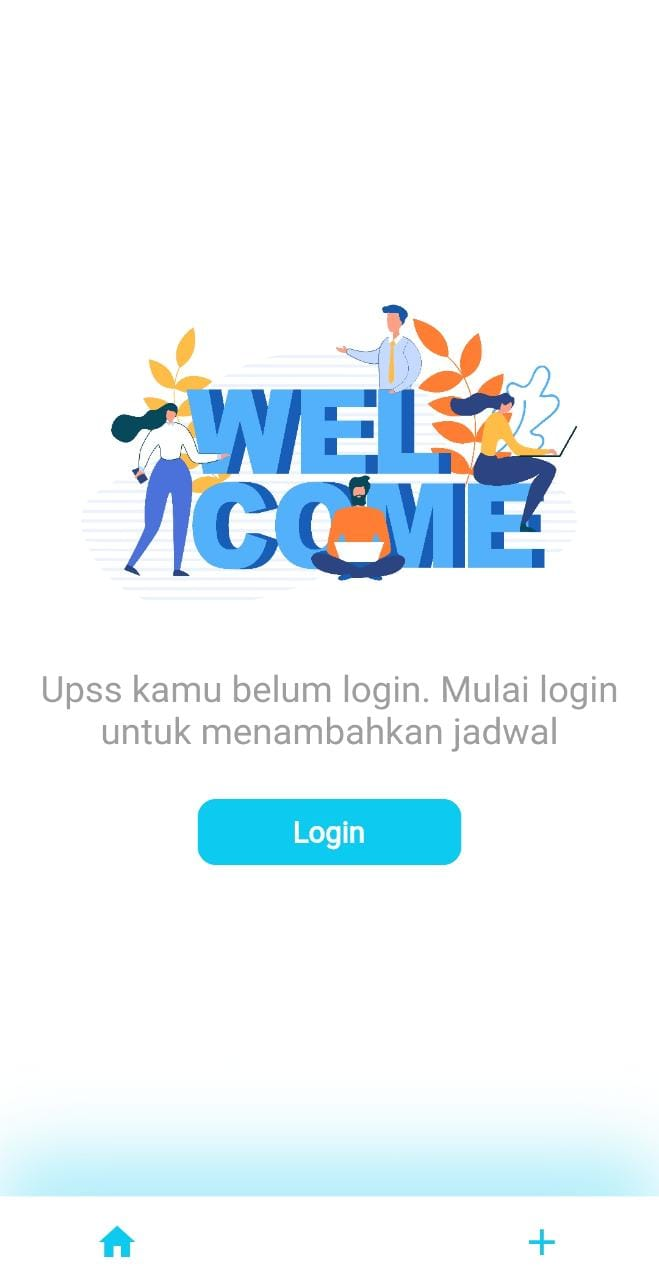 WEL
COME
Upss kamu belum login. Mulai login
untuk menambahkan jadwal
Login